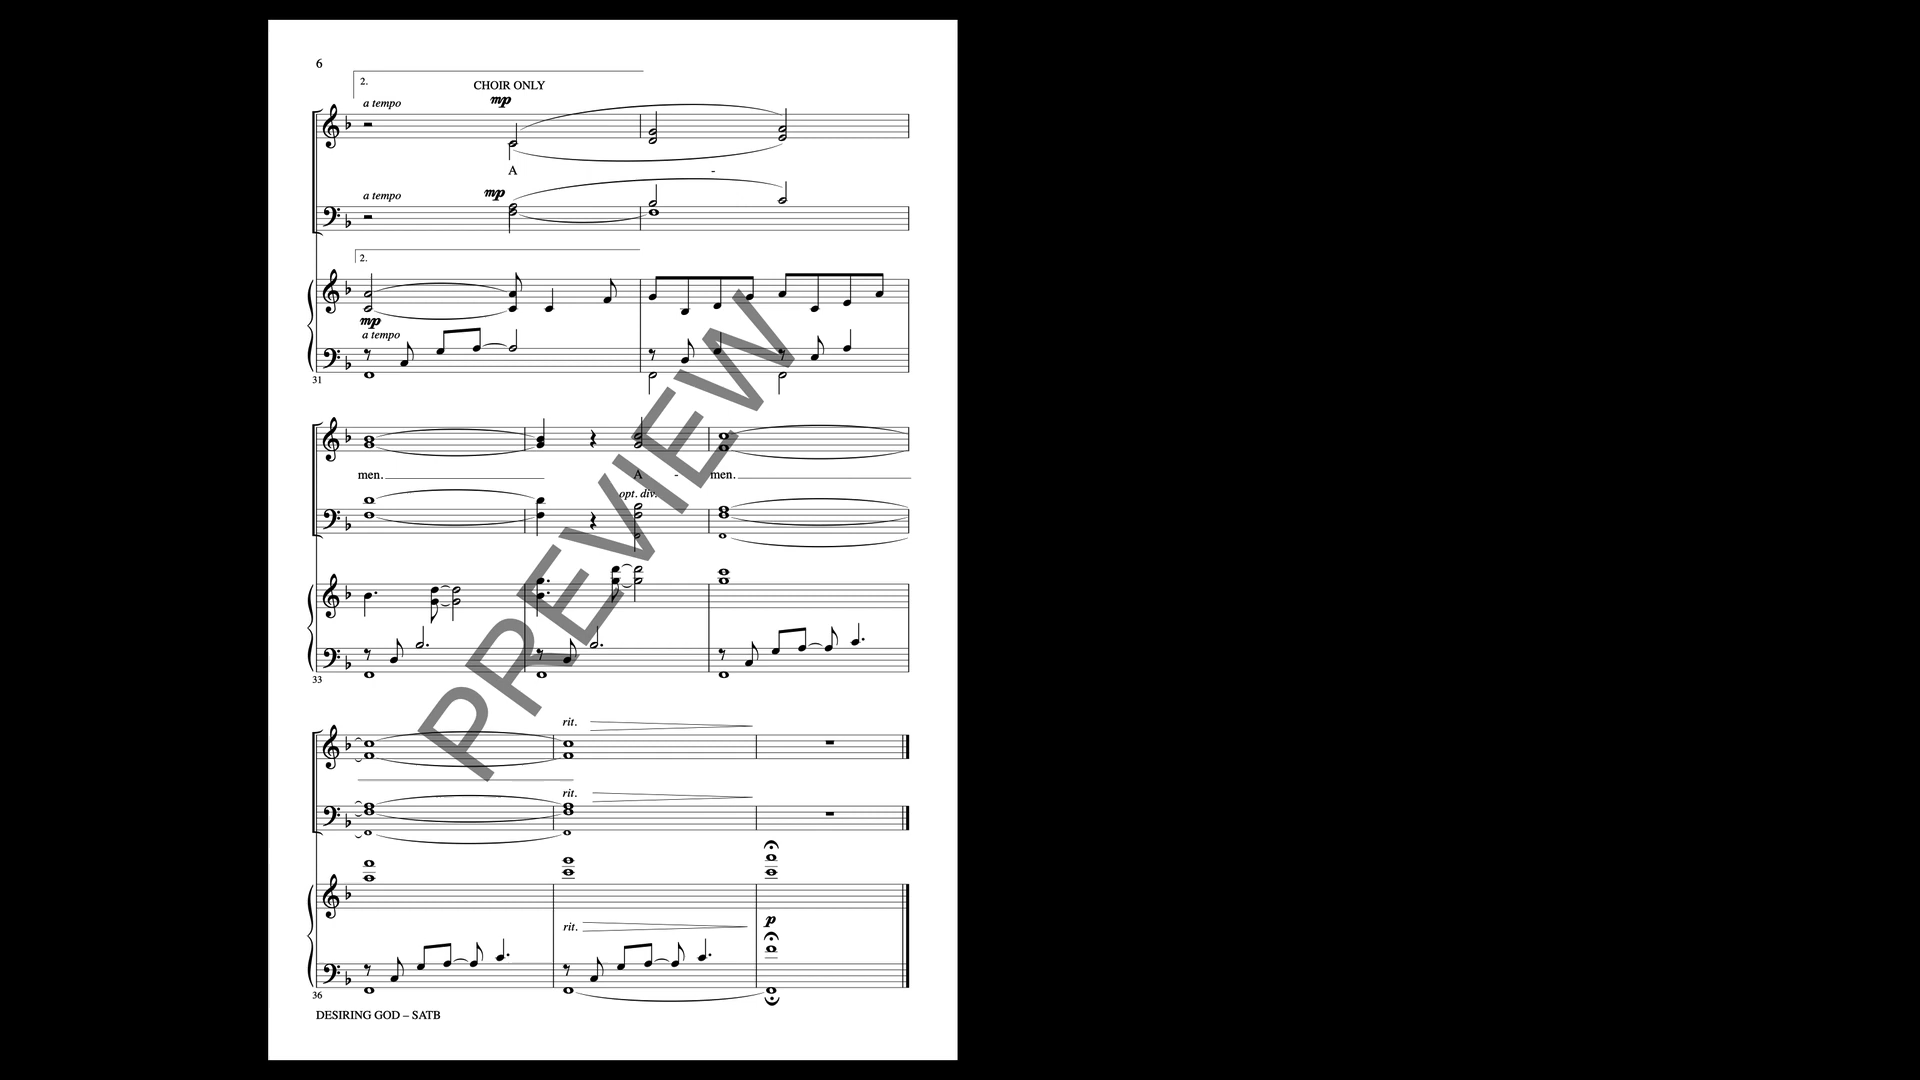 6
2.
CHOIR ONLY
a tempo
mp
A -
a tempo
mp
2.
mp
a tempo
31
men. A - men.
opt. div.
33
rit.
rit.
rit.
p
36
DESIRING GOD – SATB
PREVIEW